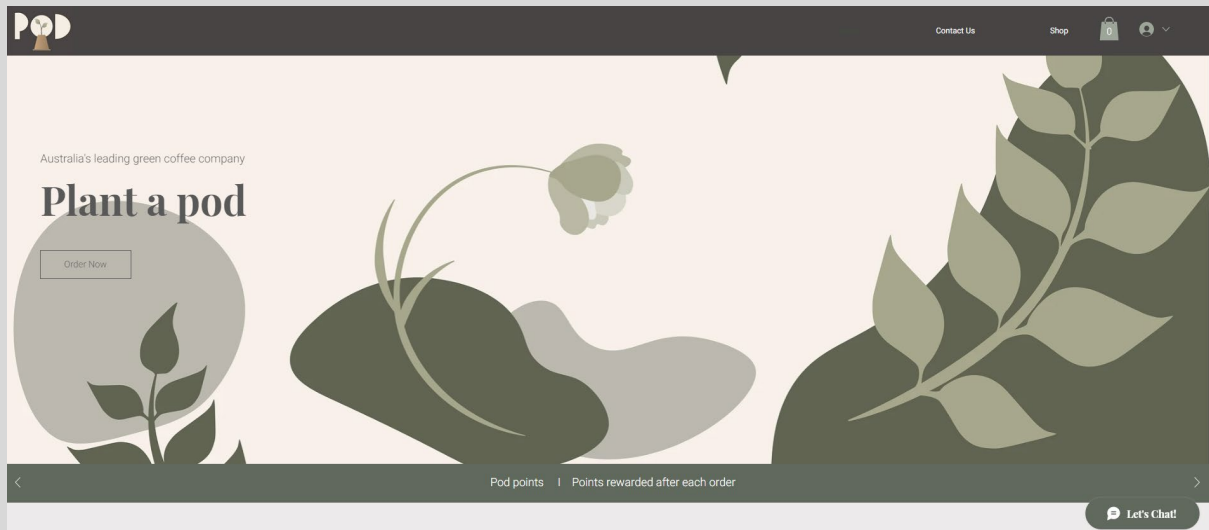 POD
Contact Us
Shop
0
Australia's leading green coffee company
Plant a pod
Order Now
Pod points I Points rewarded after each order
Let's Chat!